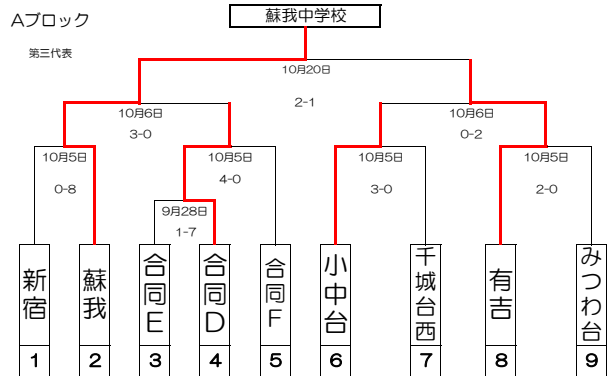 Aブロック
蘇我中学校
第三代表
10月20日
2-1
10月6日
10月6日
3-0
0-2
10月5日
10月5日
10月5日
10月5日
0-8
4-0
3-0
2-0
9月28日
1-7
新宿
蘇我
合同E
合同D
合同F
小中台
千城台西
有吉
みつわ台
1
2
3
4
5
6
7
8
9